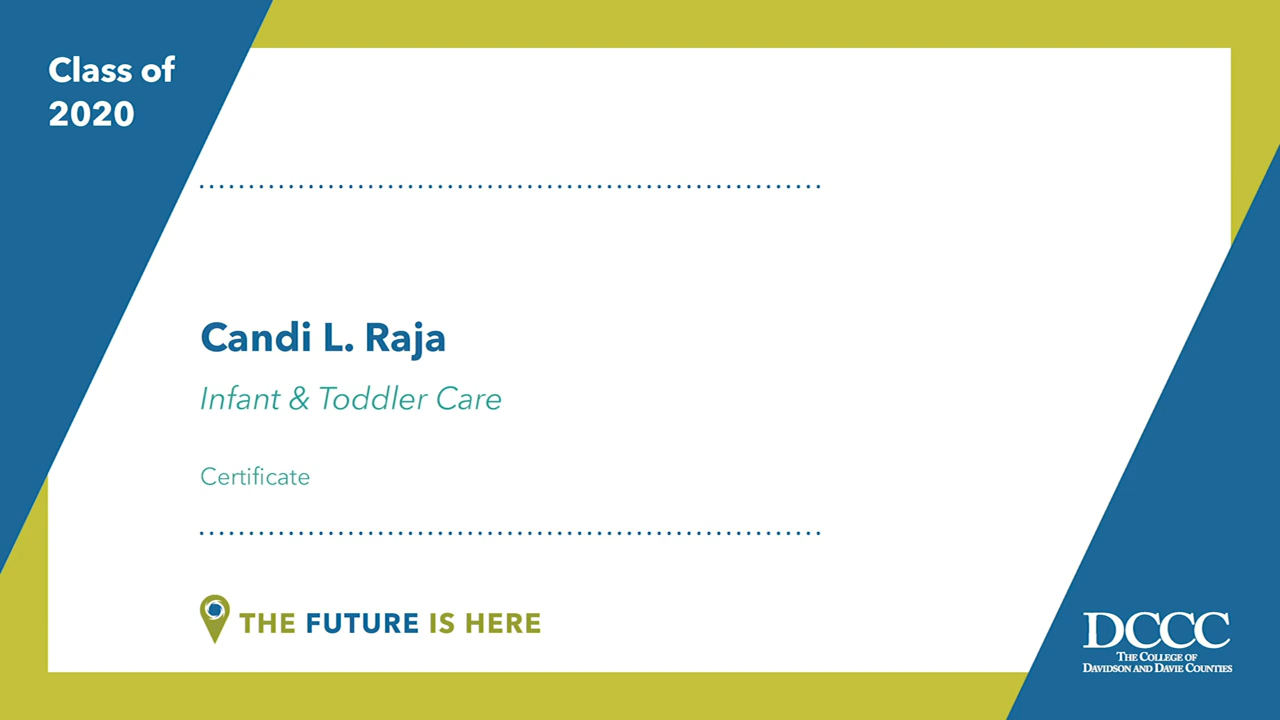 Class of
2020
Candi L. Raja
Infant & Toddler Care
Certificate
THE FUTURE IS HERE
DCCC
THE COLLEGE OF
DAVIDSON AND DAVIE COUNTIES